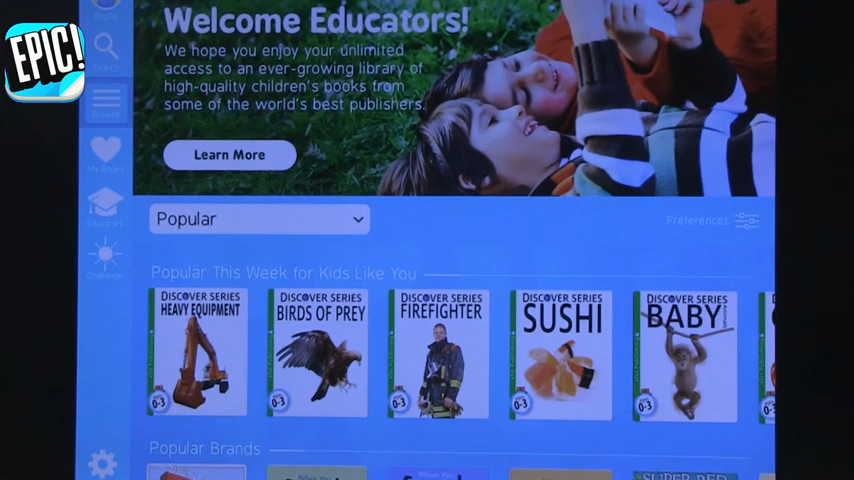 EPIC!
Profile
Search
Browse
My Books
Educators
Challenge
Welcome Educators!
We hope you enjoy your unlimited
access to an ever-growing library of
high-quality children's books from
some of the world's best publishers.
Learn More
Popular
Preferences
Popular This Week for Kids Like You
DISCOVER SERIES
HEAVY EQUIPMENT
0-3
DISCOVER SERIES
BIRDS OF PREY
0-3
DISCOVER SERIES
FIREFIGHTER
0-3
DISCOVER SERIES
SUSHI
0-3
DISCOVER SERIES
BABY
0-3
0-3
Popular Brands